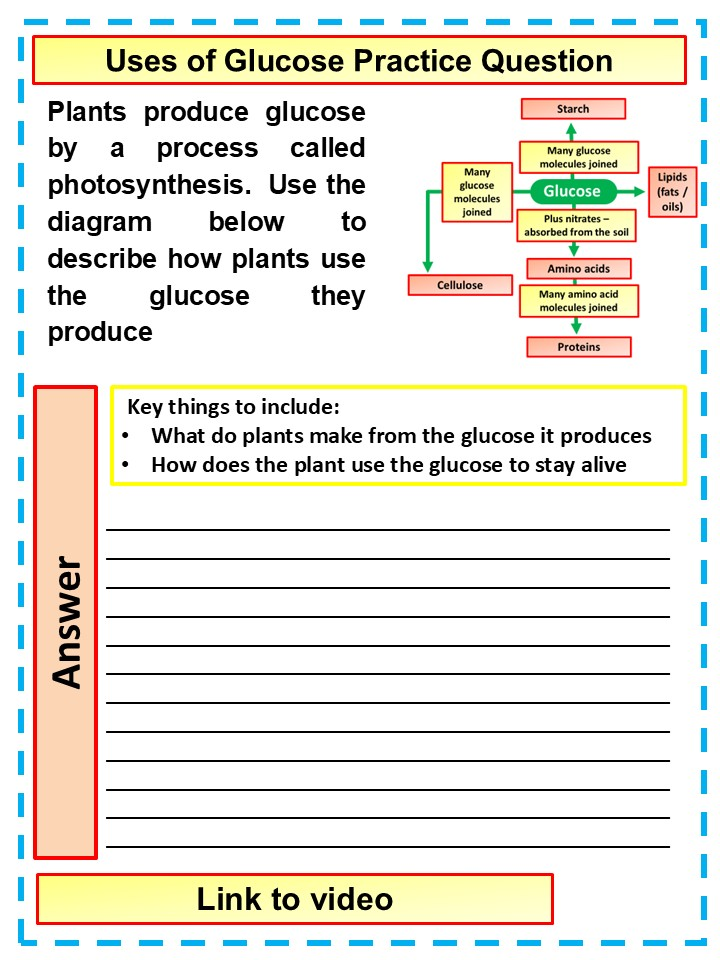 Uses of Glucose Practice Question
Plants produce glucose
by a process called
photosynthesis. Use the
diagram below to
describe how plants use
the glucose they
produce
Starch
Many glucose
molecules joined
Many
glucose
molecules
joined
Glucose
Lipids
(fats /
oils)
Plus nitrates –
absorbed from the soil
Amino acids
Cellulose
Many amino acid
molecules joined
Proteins
Key things to include:
• What do plants make from the glucose it produces
• How does the plant use the glucose to stay alive
Answer
Link to video